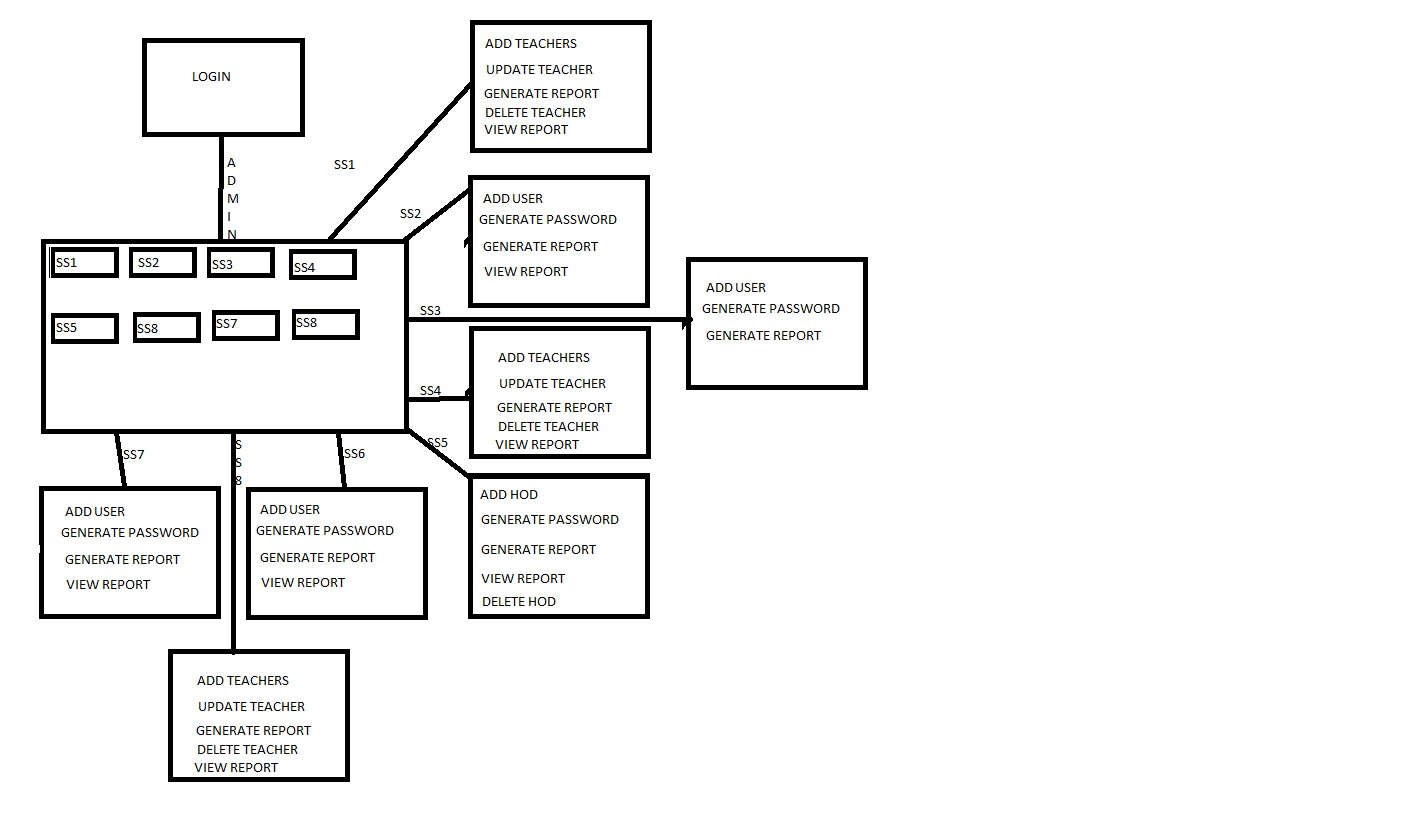 LOGIN
ADMIN
SS1
ADD TEACHERS
UPDATE TEACHER
GENERATE REPORT
DELETE TEACHER
VIEW REPORT
SS2
ADD USER
GENERATE PASSWORD
GENERATE REPORT
VIEW REPORT
SS1 SS2 SS3 SS4
SS5 SS8 SS7 SS8
SS3
ADD USER
GENERATE PASSWORD
GENERATE REPORT
SS4
ADD TEACHERS
UPDATE TEACHER
GENERATE REPORT
DELETE TEACHER
VIEW REPORT
SS5
ADD HOD
GENERATE PASSWORD
GENERATE REPORT
VIEW REPORT
DELETE HOD
SS7
ADD USER
GENERATE PASSWORD
GENERATE REPORT
VIEW REPORT
SS6
ADD USER
GENERATE PASSWORD
GENERATE REPORT
VIEW REPORT
SS8
ADD TEACHERS
UPDATE TEACHER
GENERATE REPORT
DELETE TEACHER
VIEW REPORT